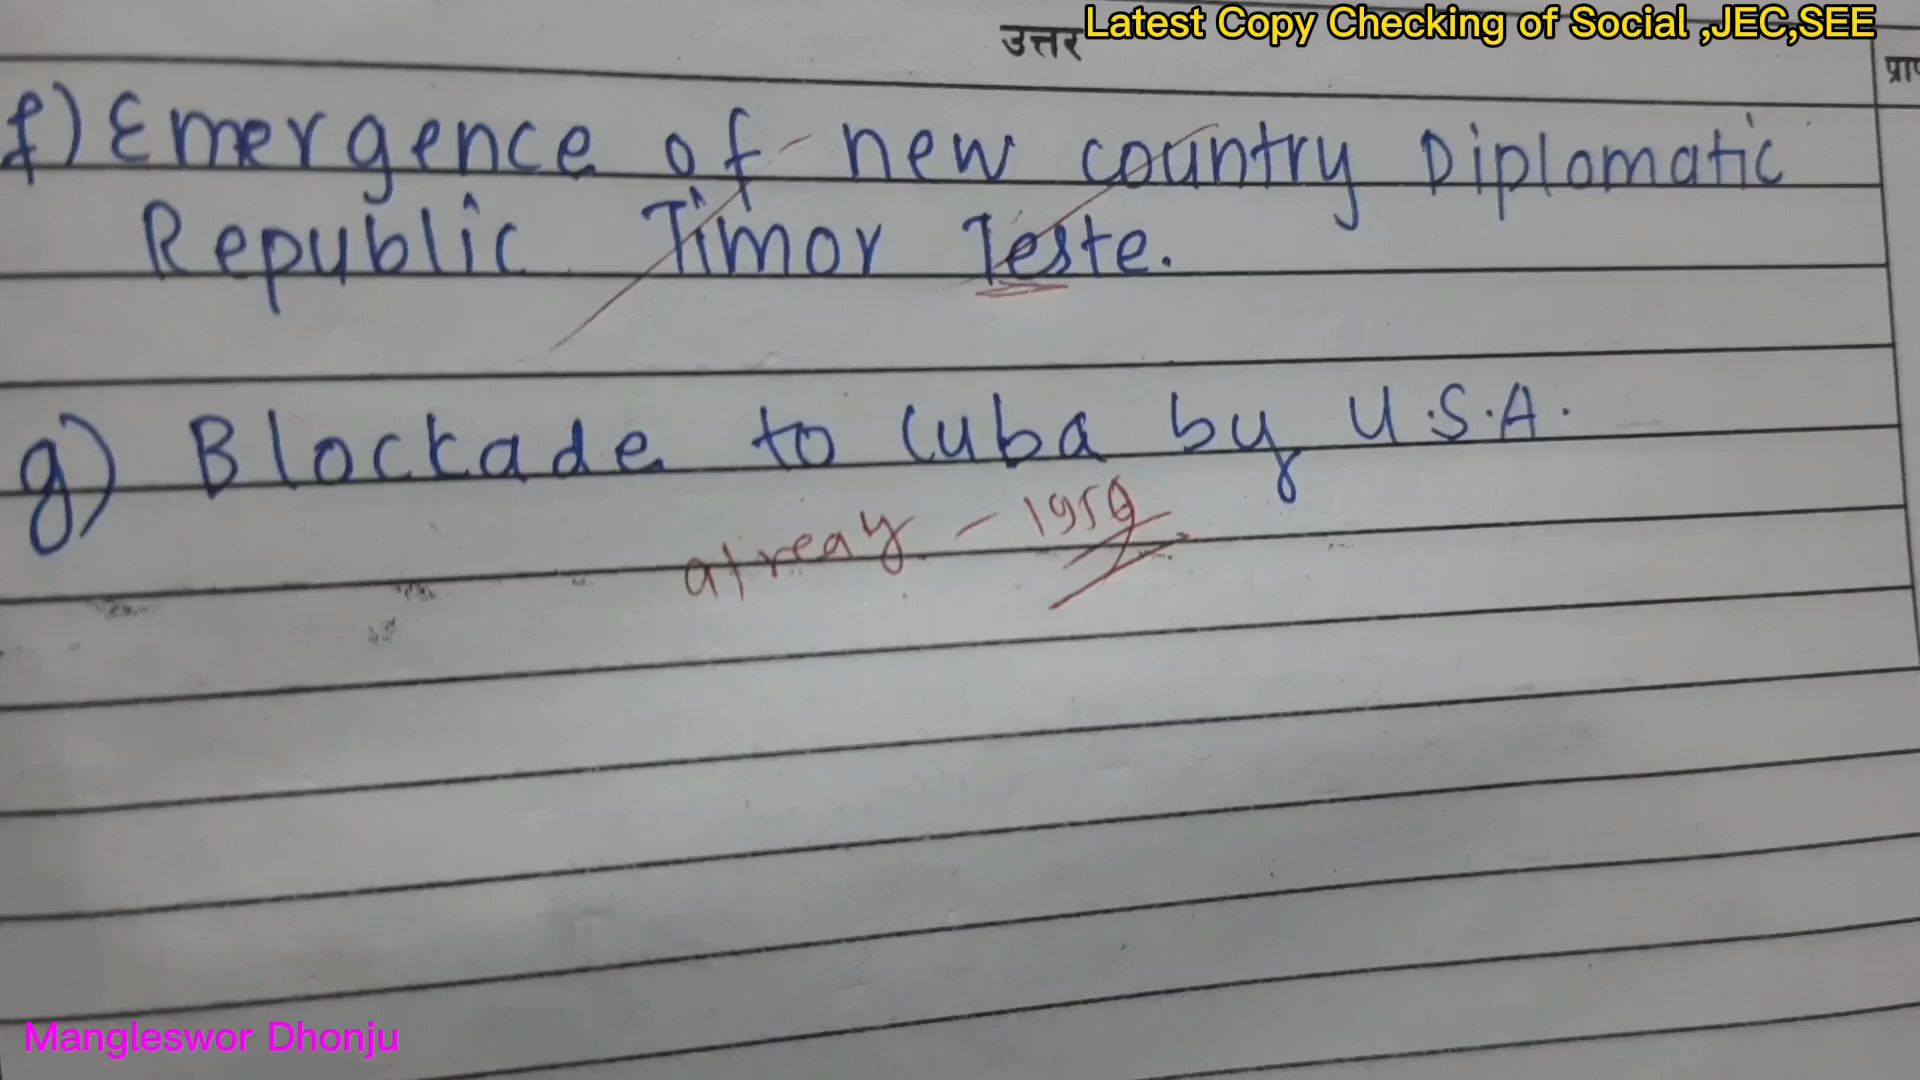 Latest Copy Checking of Social ,JEC,SEE
उत्तर
f) Emergence of new country Diplomatic
Republic Timor Teste.
g) Blockade to Cuba by U.S.A.
atready - 1959
Mangleswor Dhonju